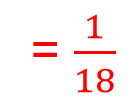 = 1/18